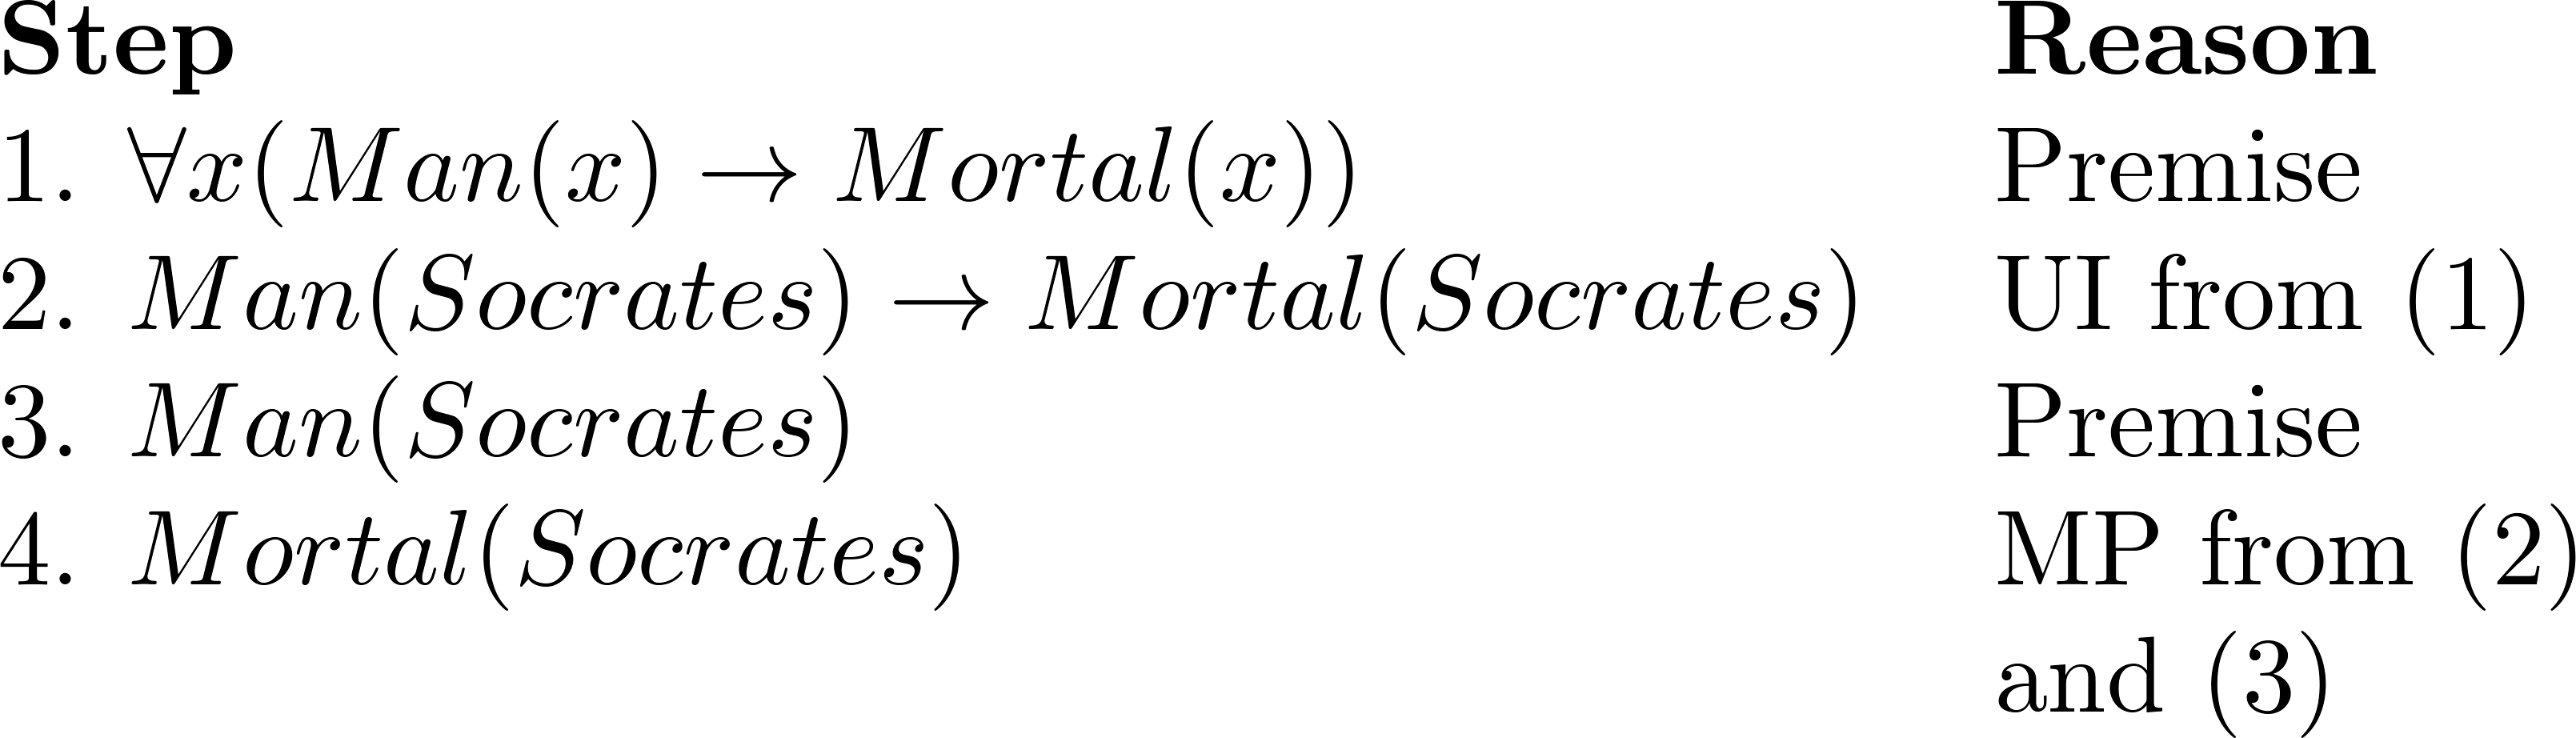 Step Reason
1. ∀x(Man(x) → Mortal(x)) Premise
2. Man(Socrates) → Mortal(Socrates) UI from (1)
3. Man(Socrates) Premise
4. Mortal(Socrates) MP from (2)
and (3)